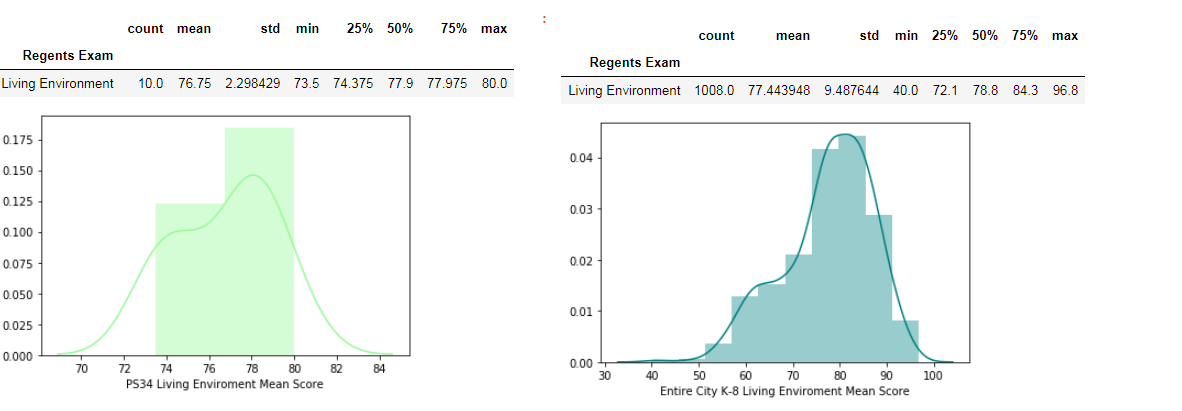 count mean std min 25% 50% 75% max
Regents Exam
Living Environment 10.0 76.75 2.298429 73.5 74.375 77.9 77.975 80.0
0.175
0.150
0.125
0.100
0.075
0.050
0.025
0.000
70 72 74 76 78 80 82 84
PS34 Living Enviroment Mean Score
:
count mean std min 25% 50% 75% max
Regents Exam
Living Environment 1008.0 77.443948 9.487644 40.0 72.1 78.8 84.3 96.8
0.04
0.03
0.02
0.01
0.00
30 40 50 60 70 80 90 100
Entire City K-8 Living Enviroment Mean Score